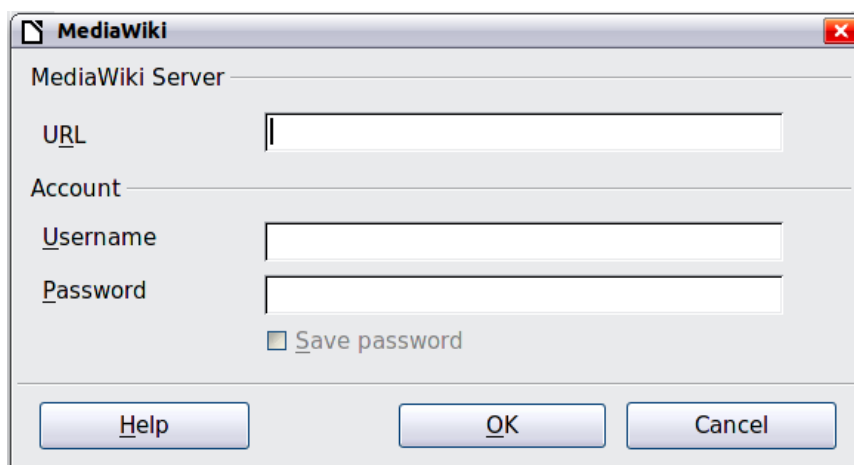 MediaWiki
MediaWiki Server
URL
Account
Username
Password
Save password
Help OK Cancel